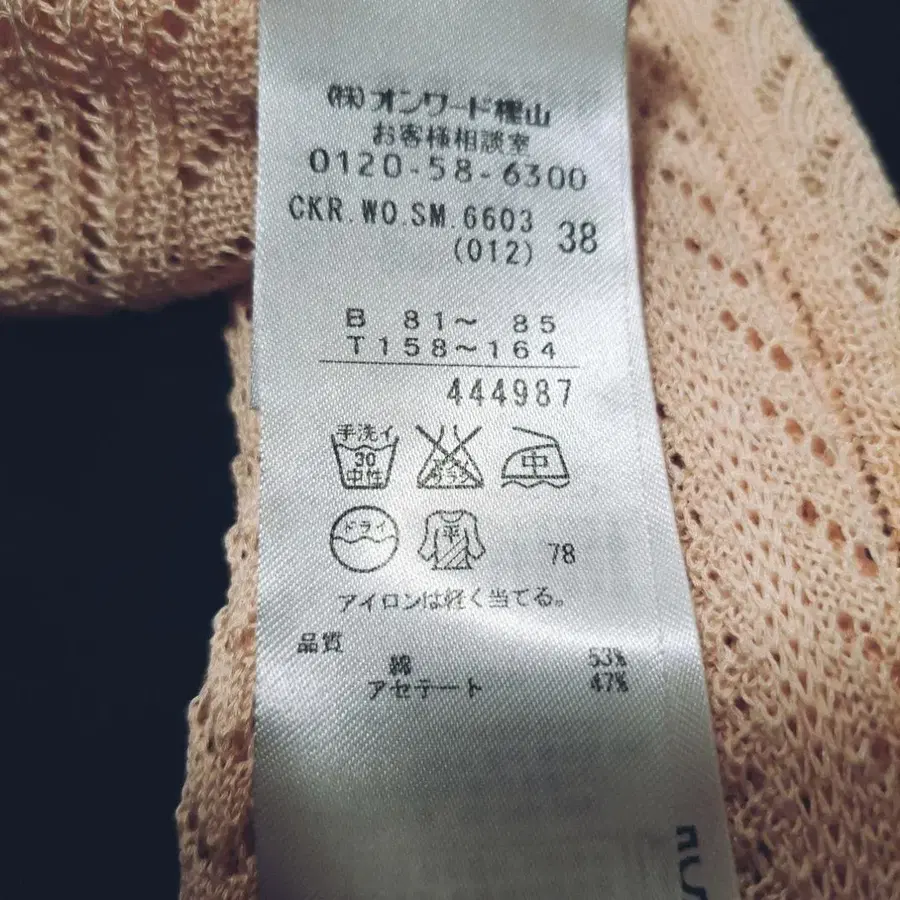 (株)オンワード樫山
お客様相談室
0120-58-6300
CKR.WO.SM.6603 38
(012)
B 81～ 85
T158～164
444987
手洗イ
30
中性
中
ドライ
平
78
アイロンは軽く当てる。
品質
綿 53%
アセテート 47%